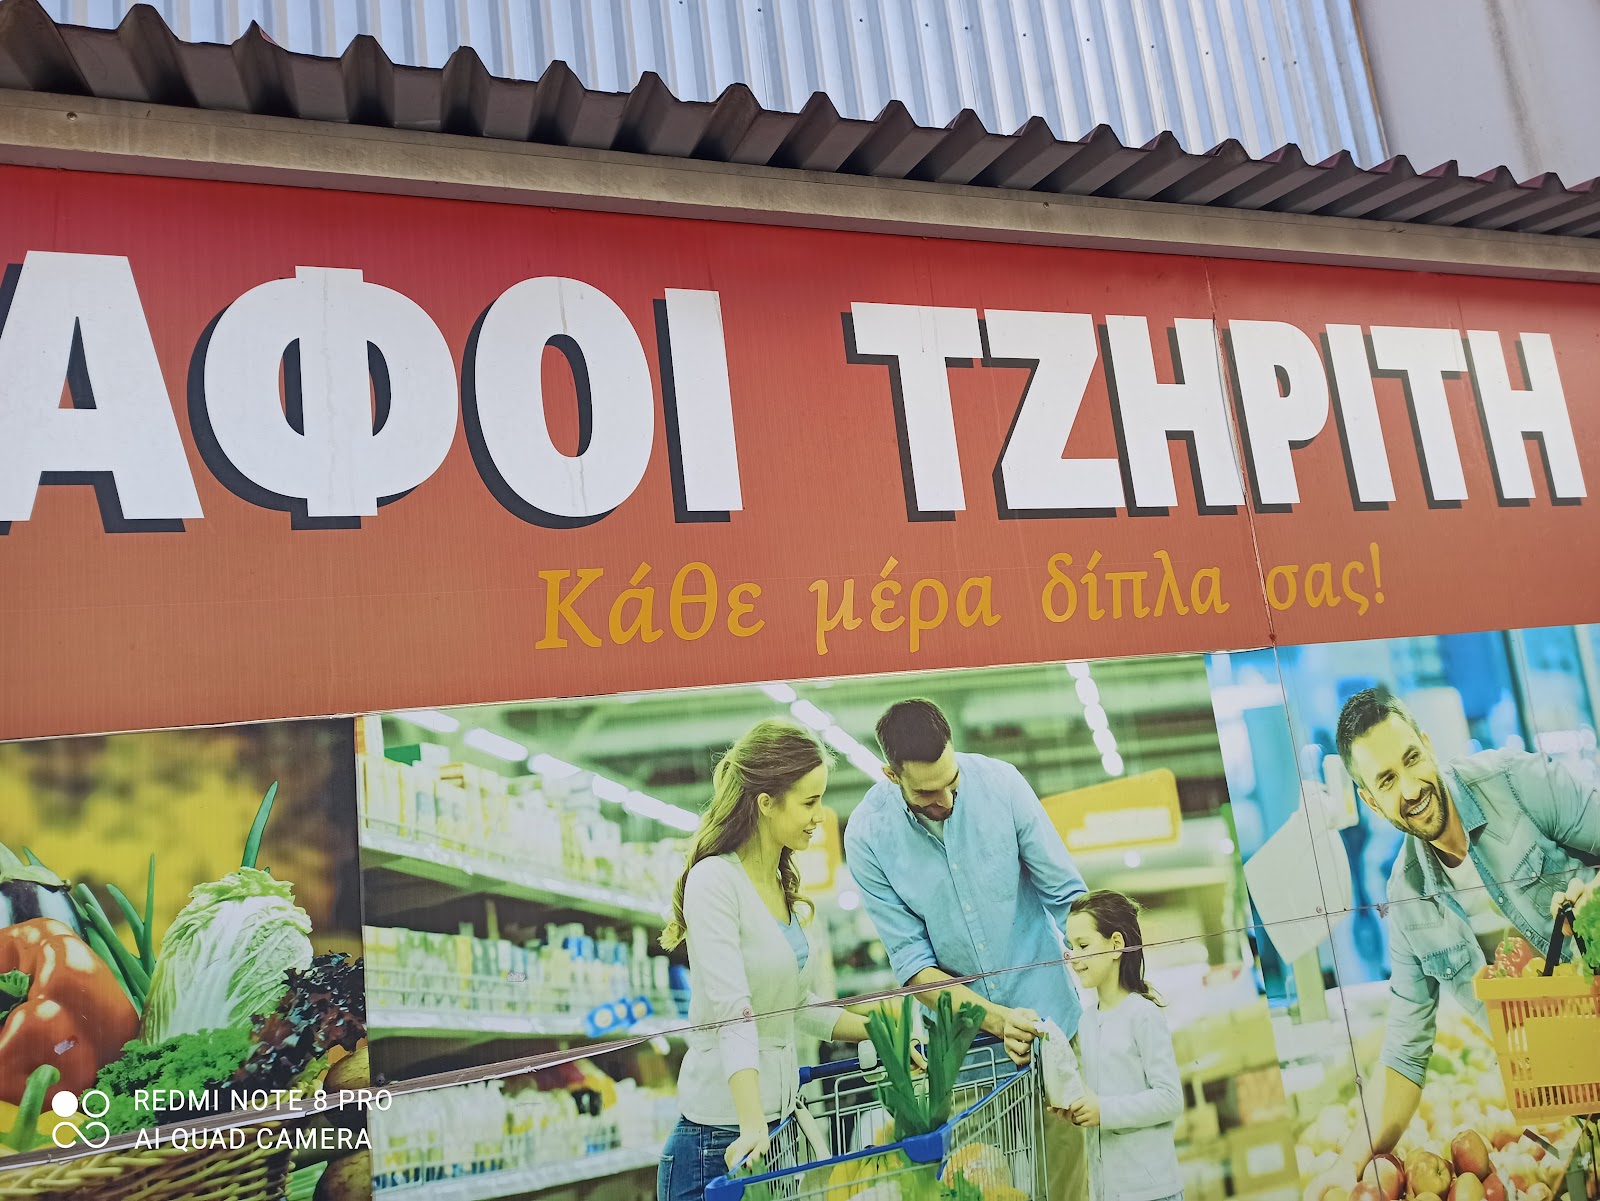 ΑΦΟΙ ΤΖΗΡΙΤΗ
Κάθε μέρα δίπλα σας!
REDMI NOTE 8 PRO
AI QUAD CAMERA